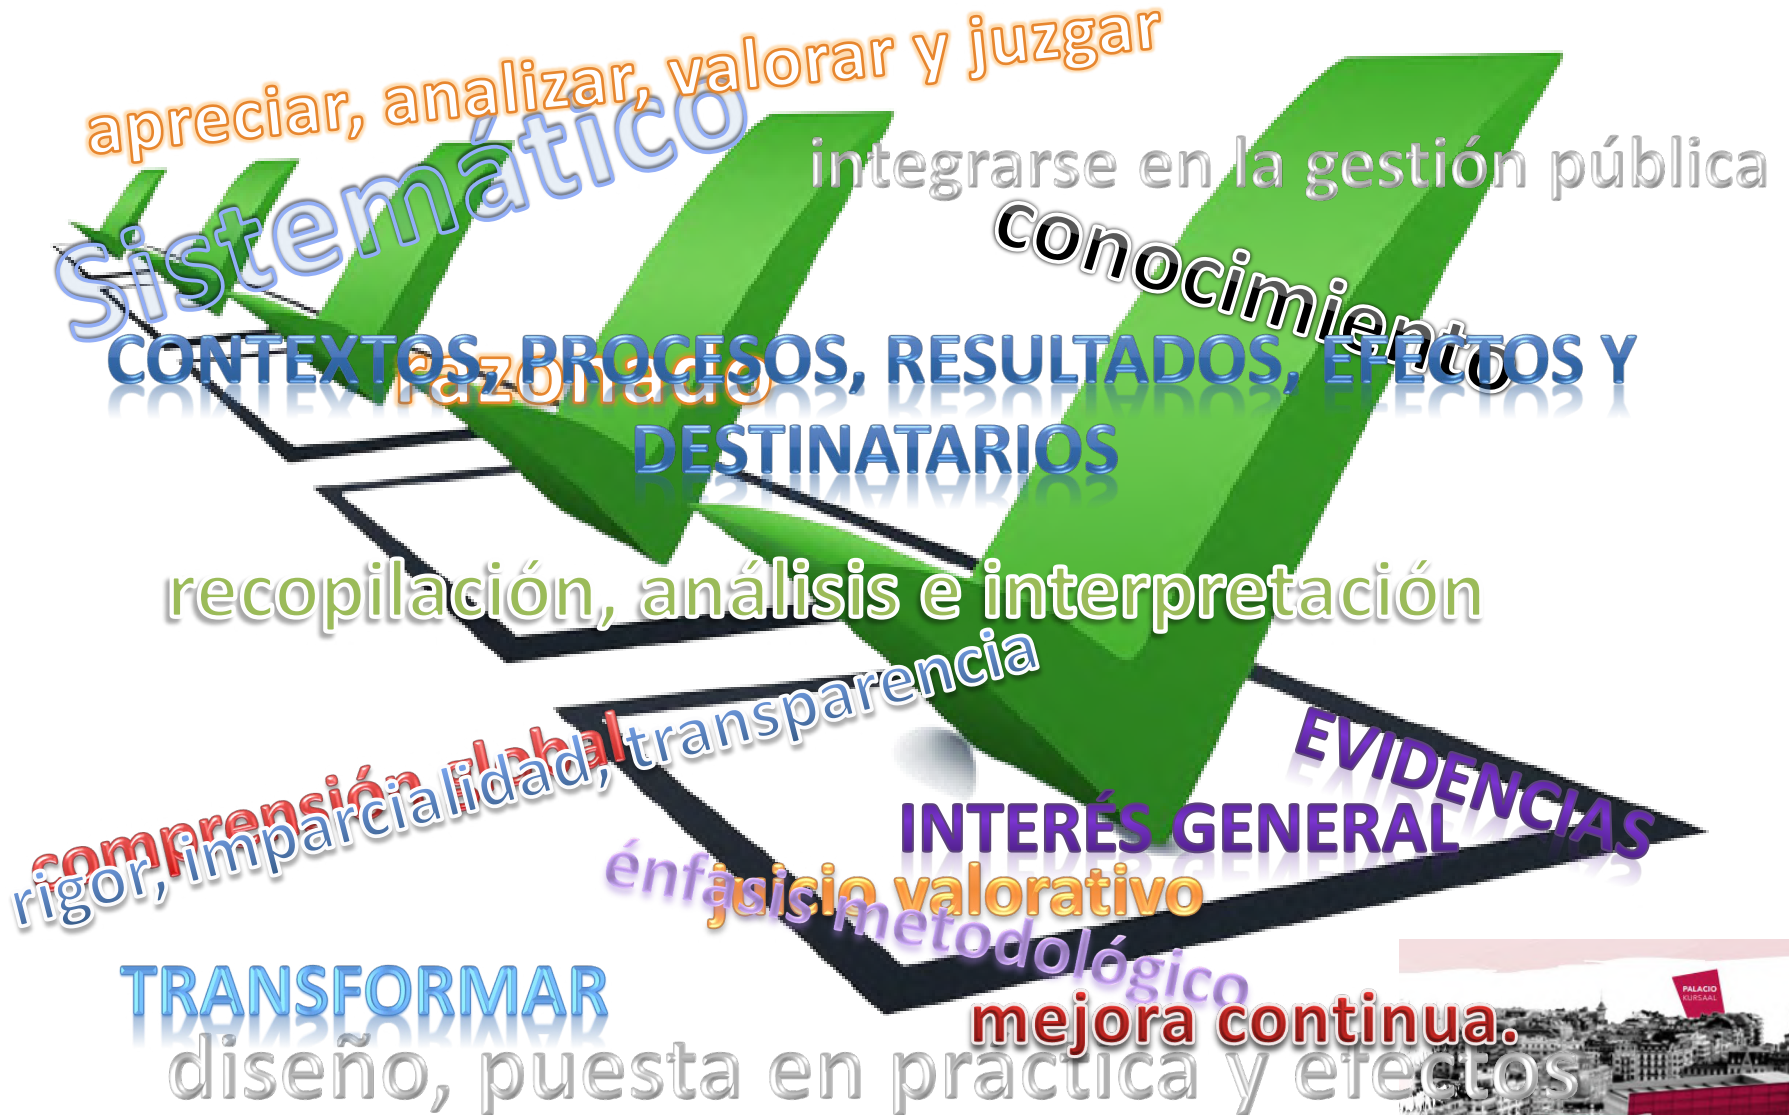 apreciar, analizar, valorar y juzgar
Sistemático
integrarse en la gestión pública
conocimiento
CONTEXTOS, PROCESOS, RESULTADOS, EFECTOS Y
DESTINATARIOS
razonado
recopilación, análisis e interpretación
comprensión global
rigor, imparcialidad, transparencia
EVIDENCIAS
INTERÉS GENERAL
juicio valorativo
énfasis metodológico
TRANSFORMAR
mejora continua.
diseño, puesta en práctica y efectos
PALACIO
KURSAAL